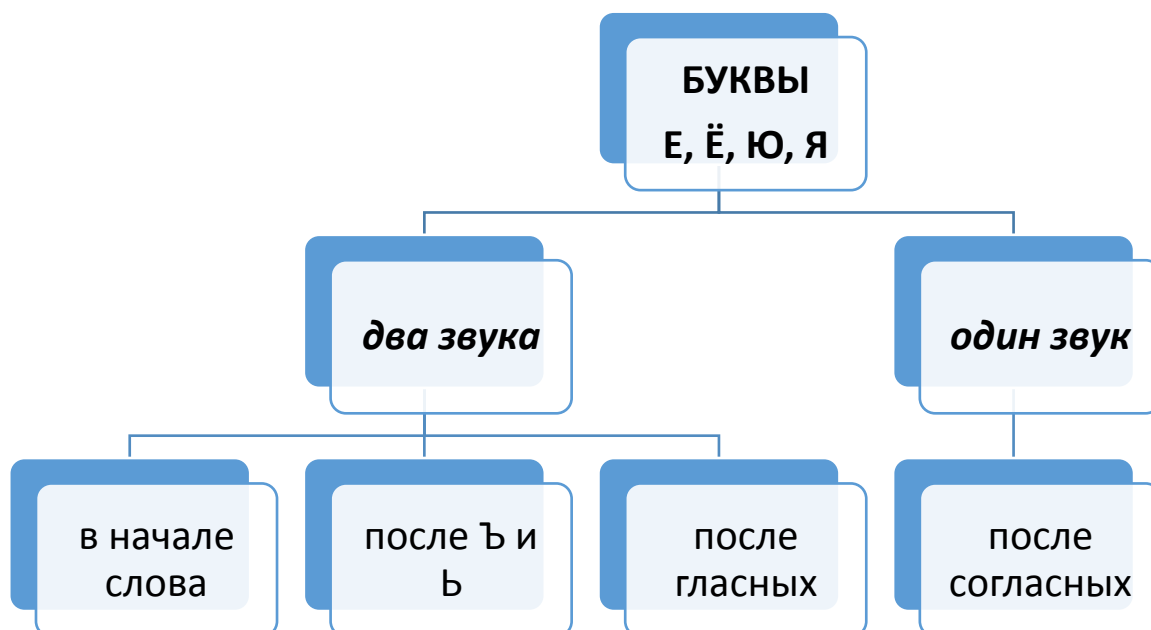 БУКВЫ
Е, Ё, Ю, Я
два звука
один звук
в начале
слова
после Ъ и
Ь
после
гласных
после
согласных